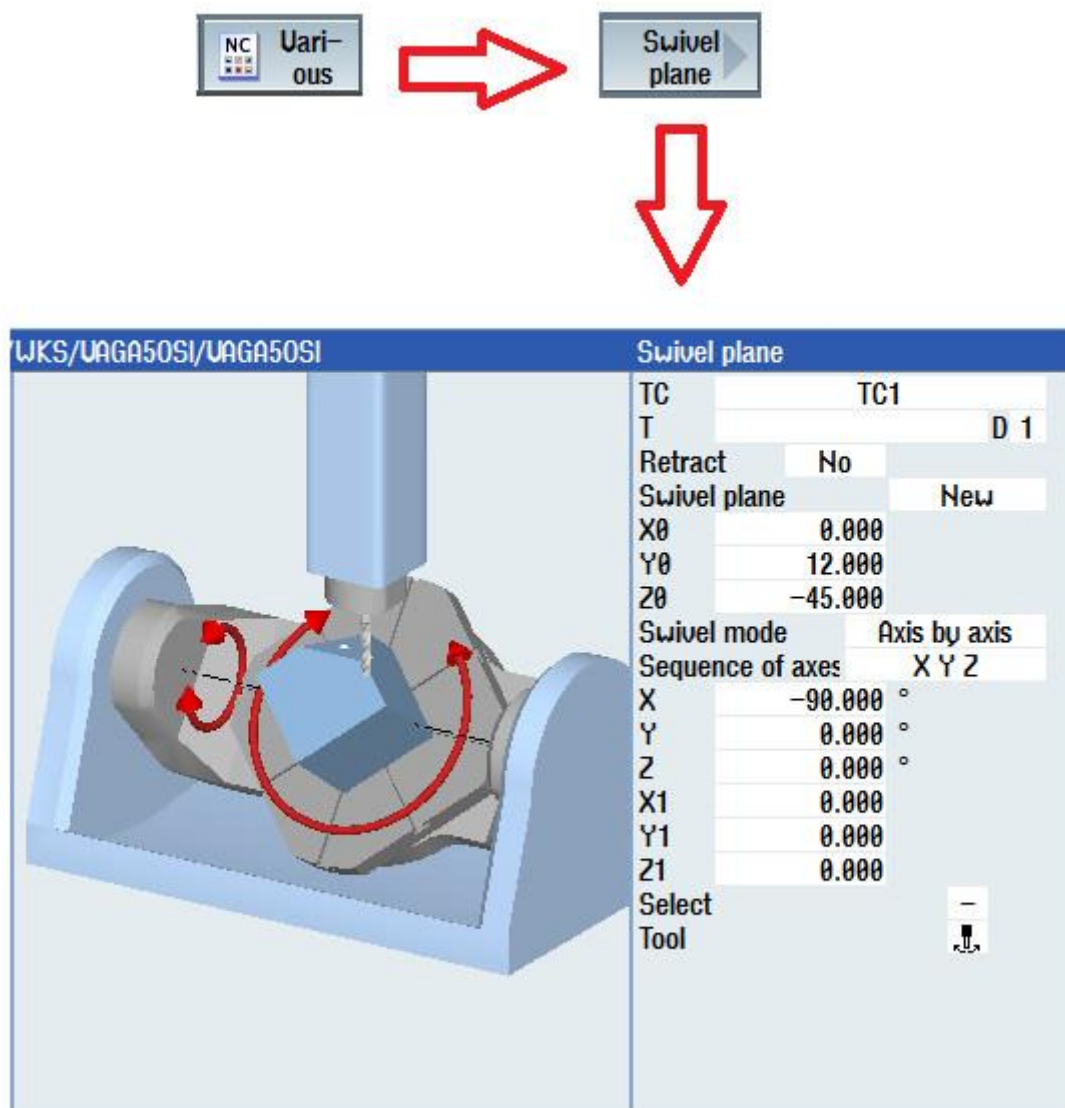 NC Vari-
ous
Swivel
plane
/WKS/VAGA50SI/VAGA50SI
Swivel plane
TC TC1
T D 1
Retract No
Swivel plane New
X0 0.000
Y0 12.000
Z0 -45.000
Swivel mode Axis by axis
Sequence of axes X Y Z
X -90.000 °
Y 0.000 °
Z 0.000 °
X1 0.000
Y1 0.000
Z1 0.000
Select -
Tool